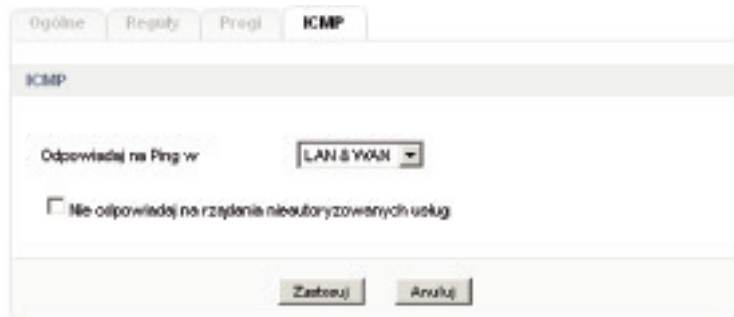 Ogólne Reguły Progi ICMP
ICMP
Odpowiadaj na Ping w LAN & WAN
Nie odpowiadaj na rządania nieautoryzowanych usług
Zastosuj Anuluj